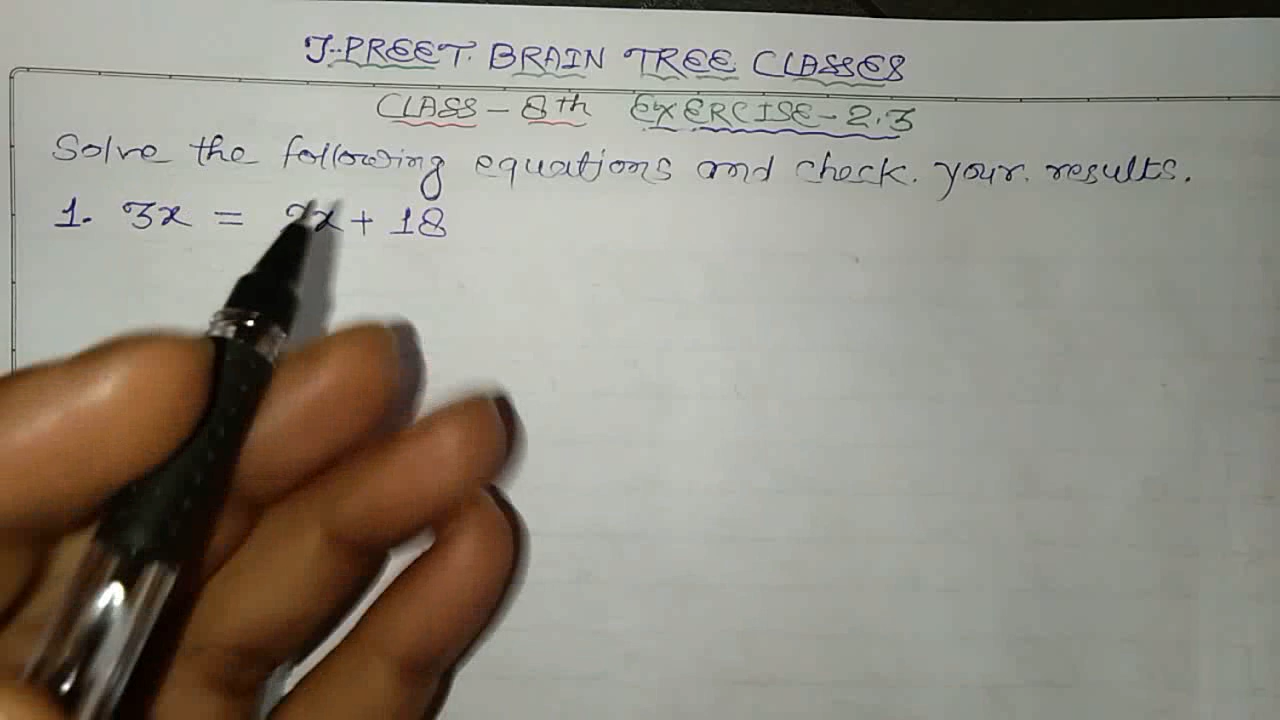 J-PREET BRAIN TREE CLASSES
CLASS - 8th EXERCISE - 2.3
Solve the following equations and check your results.
1. 3x = 2x + 18